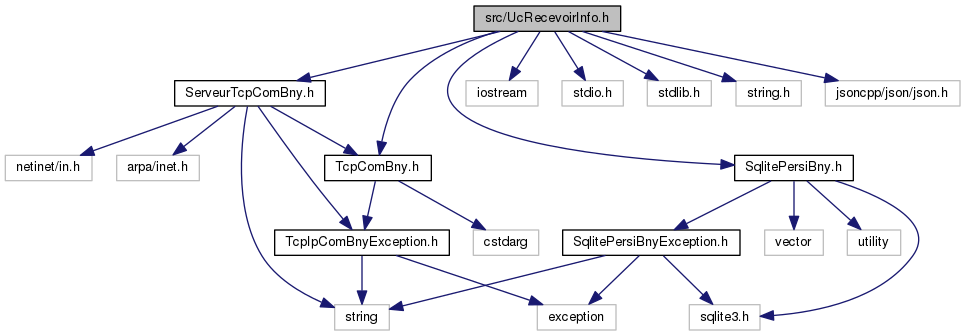 src/UcRecevoirInfo.h
ServeurTcpComBny.h
iostream
stdio.h
stdlib.h
string.h
jsoncpp/json/json.h
netinet/in.h
arpa/inet.h
TcpComBny.h
SqlitePersiBny.h
TcpIpComBnyException.h
cstdarg
SqlitePersiBnyException.h
vector
utility
string
exception
sqlite3.h